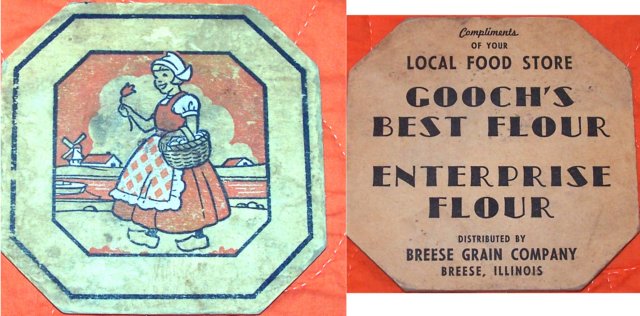 Compliments
OF YOUR
LOCAL FOOD STORE
GOOCH'S
BEST FLOUR
ENTERPRISE
FLOUR
DISTRIBUTED BY
BREESE GRAIN COMPANY
BREESE, ILLINOIS